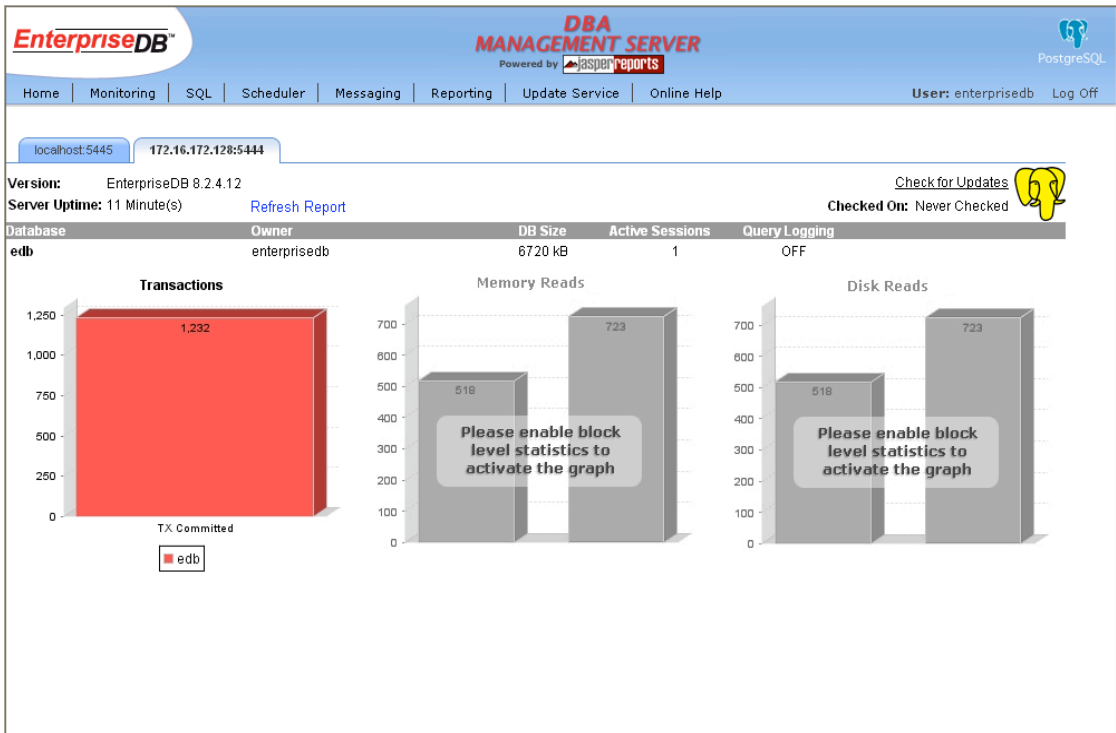 EnterpriseDB™
DBA
MANAGEMENT SERVER
Powered by jasperreports
PostgreSQL
Home | Monitoring | SQL | Scheduler | Messaging | Reporting | Update Service | Online Help
User: enterprisedb Log Off
localhost:5445
172.16.172.128:5444
Version: EnterpriseDB 8.2.4.12
Check for Updates
Server Uptime: 11 Minute(s)
Refresh Report
Checked On: Never Checked
Database Owner DB Size Active Sessions Query Logging
edb enterprisedb 6720 kB 1 OFF
Transactions
1,250
1,000
750
500
250
0
1,232
TX Committed
edb
Memory Reads
700
600
500
400
300
200
100
0
518
723
Please enable block
level statistics to
activate the graph
Disk Reads
700
600
500
400
300
200
100
0
518
723
Please enable block
level statistics to
activate the graph